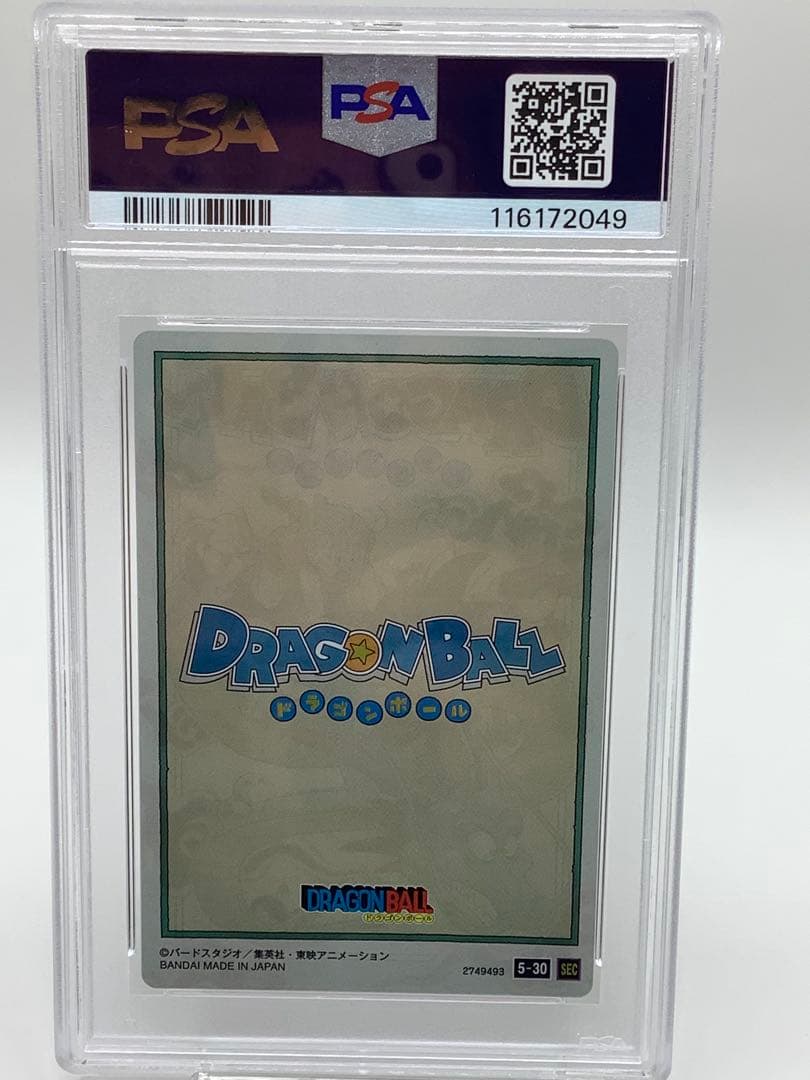 PSA
PSA
116172049
DRAGON BALL
ドラゴンボール
DRAGON BALL
ドラゴンボール
©バードスタジオ／集英社・東映アニメーション
BANDAI MADE IN JAPAN
2749493 5-30 SEC